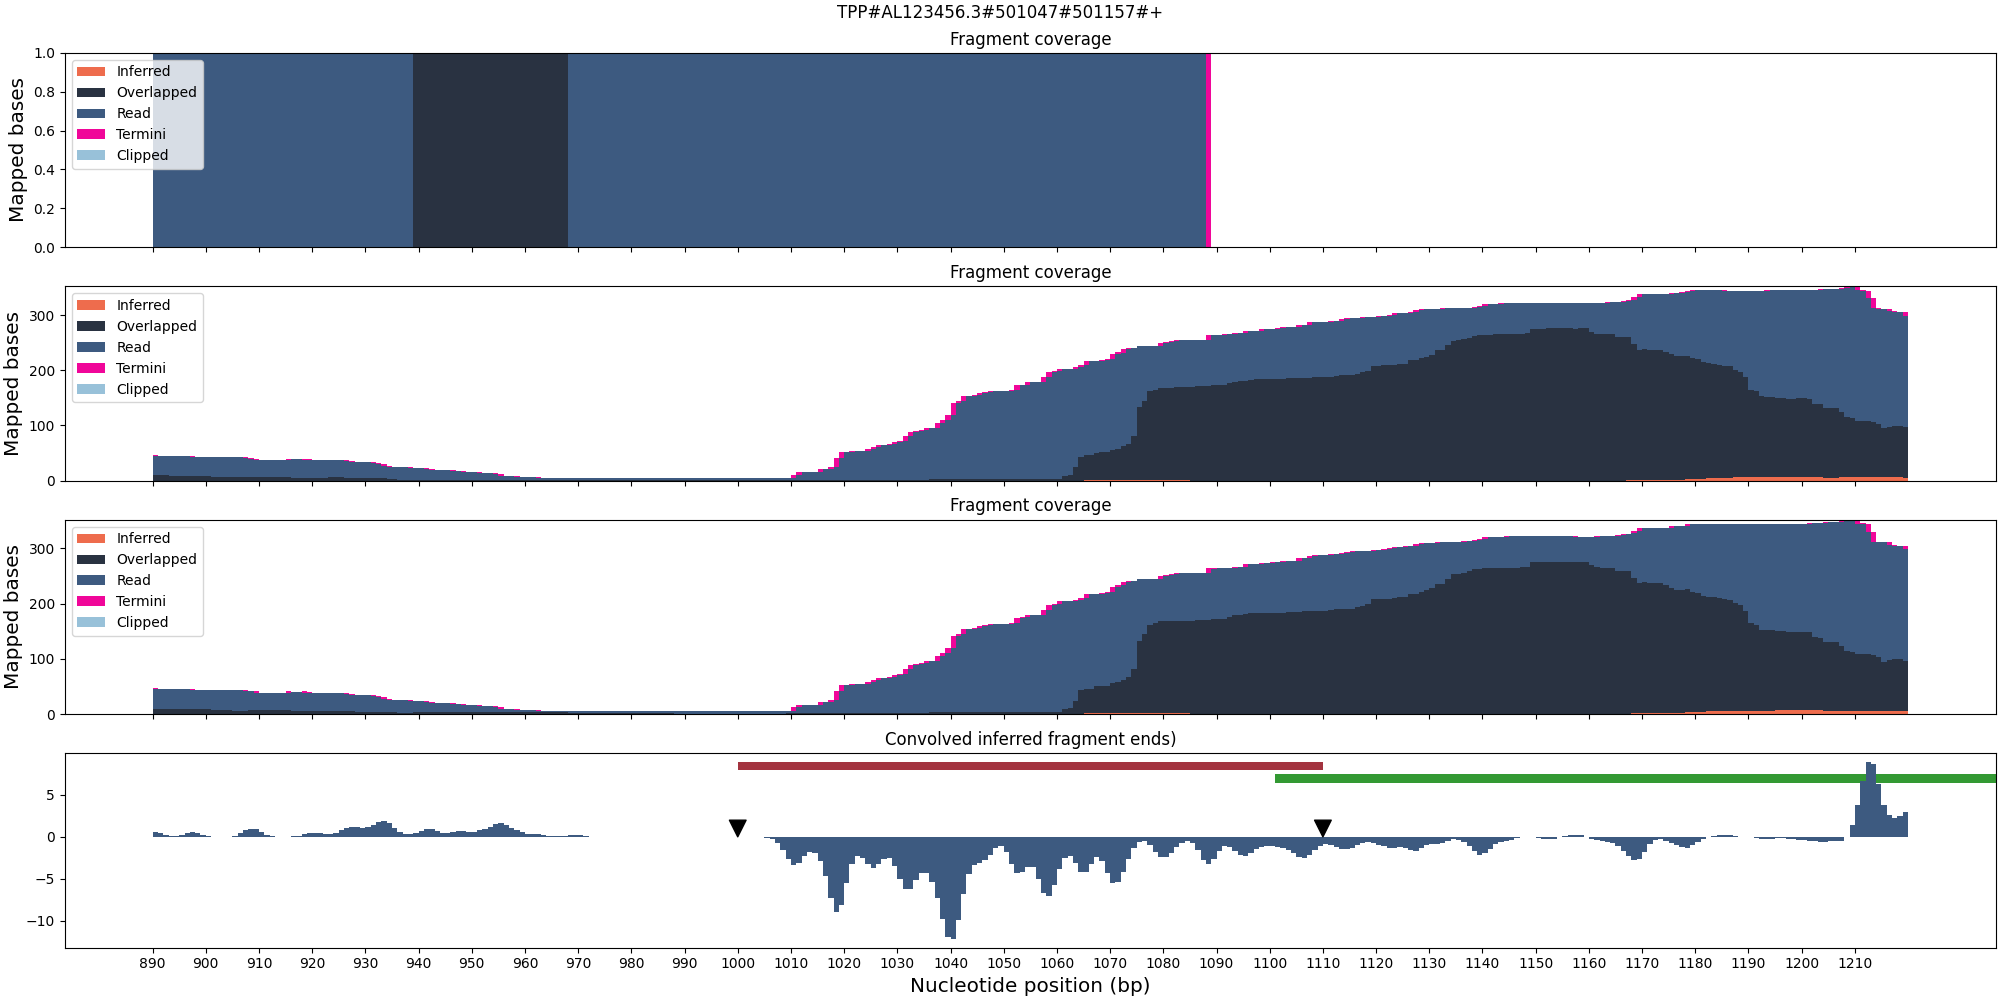 TPP#AL123456.3#501047#501157#+
Fragment coverage
Mapped bases
1.0
0.8
0.6
0.4
0.2
0.0
Inferred
Overlapped
Read
Termini
Clipped
Fragment coverage
Mapped bases
300
200
100
0
Inferred
Overlapped
Read
Termini
Clipped
Fragment coverage
Mapped bases
300
200
100
0
Inferred
Overlapped
Read
Termini
Clipped
Convolved inferred fragment ends)
5
0
−5
−10
890 900 910 920 930 940 950 960 970 980 990 1000 1010 1020 1030 1040 1050 1060 1070 1080 1090 1100 1110 1120 1130 1140 1150 1160 1170 1180 1190 1200 1210
Nucleotide position (bp)